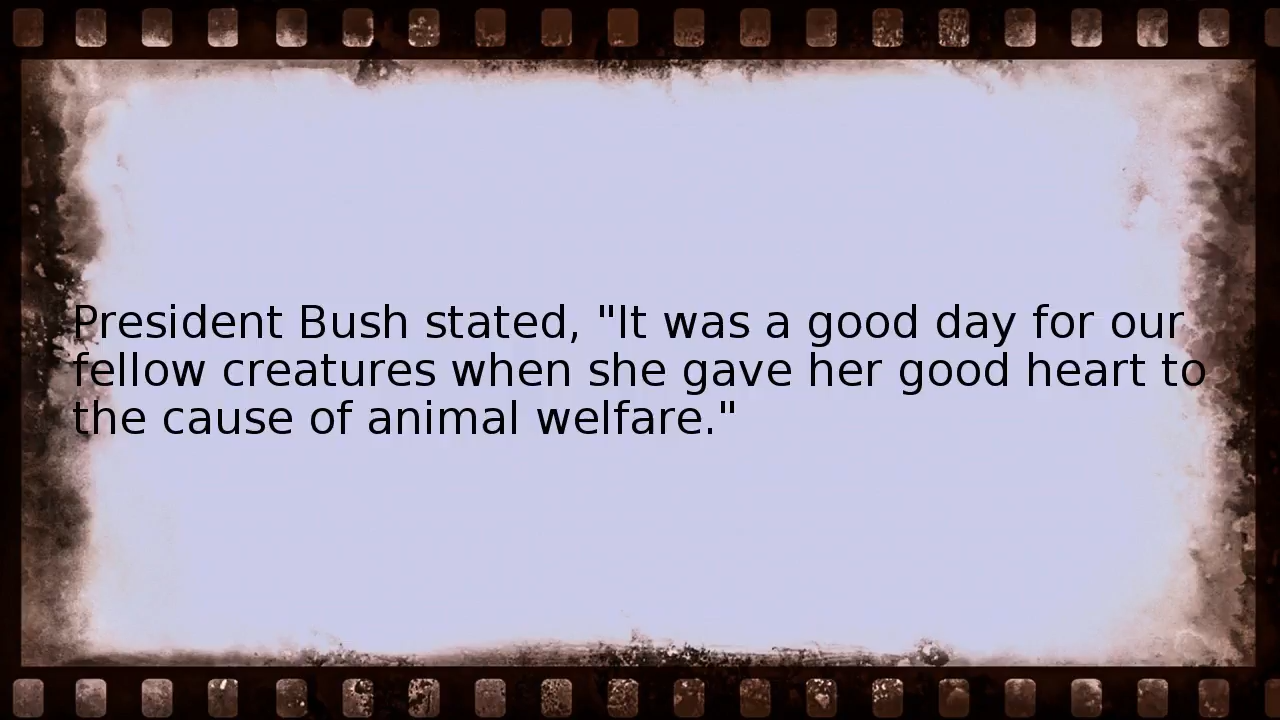 President Bush stated, "It was a good day for our
fellow creatures when she gave her good heart to
the cause of animal welfare."